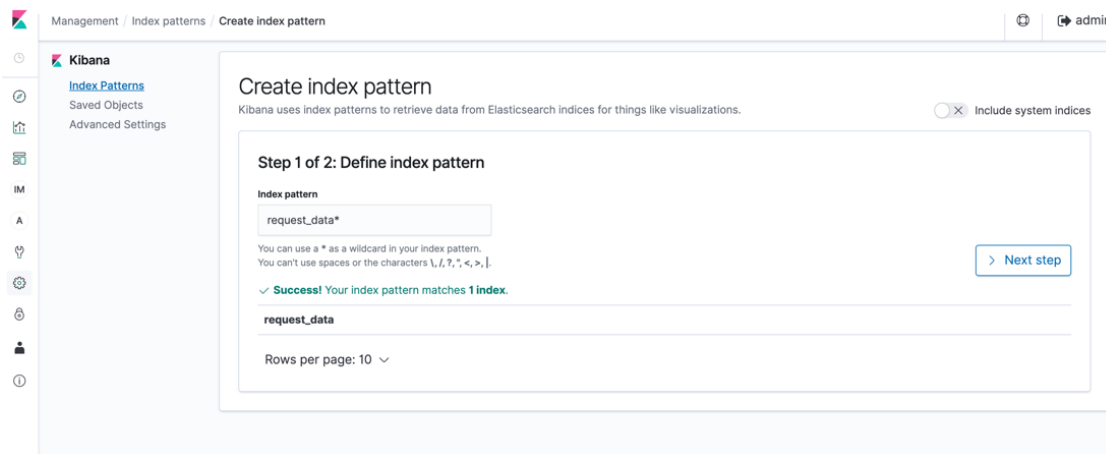 Management / Index patterns / Create index pattern
admin
Kibana
Index Patterns
Saved Objects
Advanced Settings
IM
A
Create index pattern
Kibana uses index patterns to retrieve data from Elasticsearch indices for things like visualizations.
Include system indices
Step 1 of 2: Define index pattern
Index pattern
request_data*
You can use a * as a wildcard in your index pattern.
You can't use spaces or the characters \, /, ?, ", <, >, |.
Next step
Success! Your index pattern matches 1 index.
request_data
Rows per page: 10